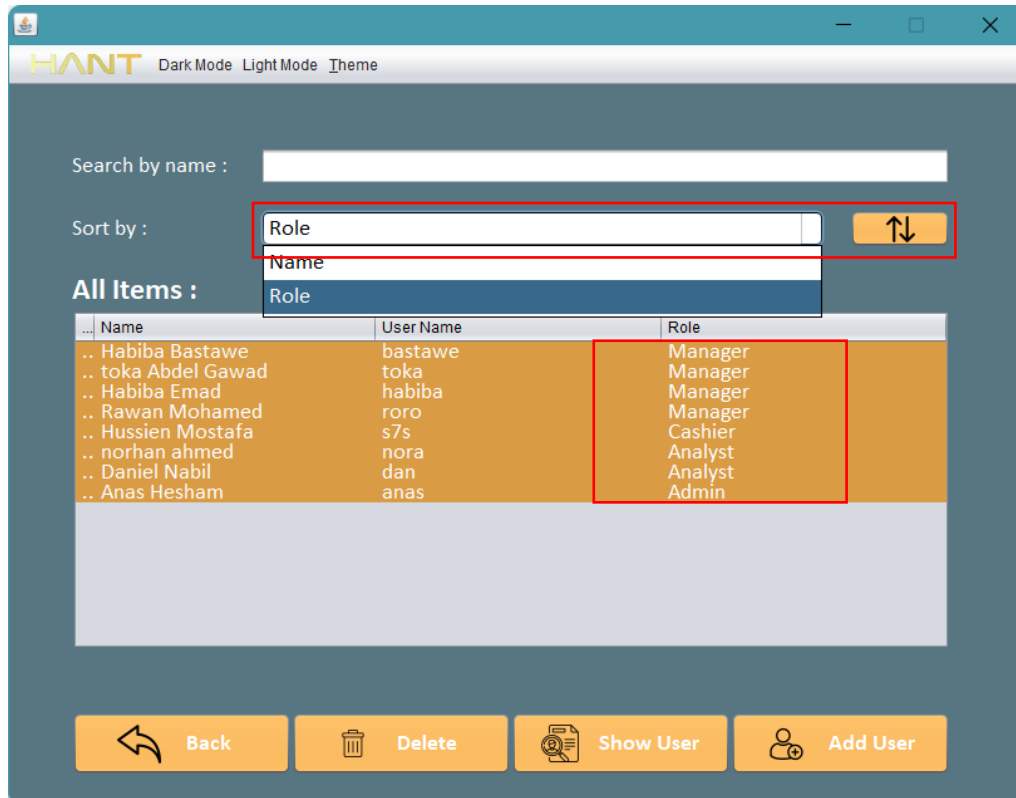 HANT Dark Mode Light Mode Theme
Search by name :
Sort by : Role
Name
Role
All Items :
... Name User Name Role
.. Habiba Bastawe bastawe Manager
.. toka Abdel Gawad toka Manager
.. Habiba Emad habiba Manager
.. Rawan Mohamed roro Manager
.. Hussien Mostafa s7s Cashier
.. norhan ahmed nora Analyst
.. Daniel Nabil dan Analyst
.. Anas Hesham anas Admin
Back Delete Show User Add User